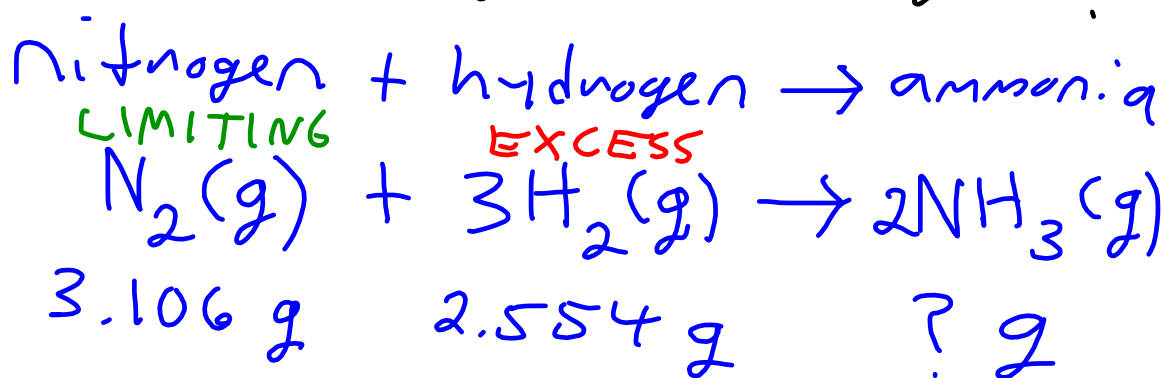 nitrogen + hydrogen → ammonia
LIMITING EXCESS
N₂(g) + 3H₂(g) → 2NH₃(g)
3.106 g 2.554 g ? g